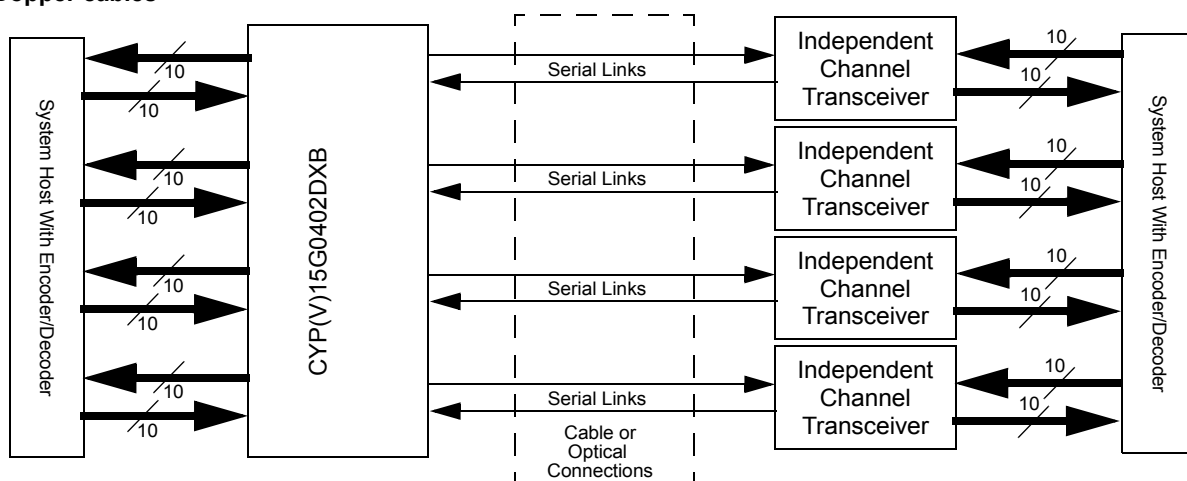 System Host With Encoder/Decoder
10
10
10
10
10
10
10
10
CYP(V)15G0402DXB
Serial Links
Serial Links
Serial Links
Serial Links
Cable or
Optical
Connections
Independent
Channel
Transceiver
Independent
Channel
Transceiver
Independent
Channel
Transceiver
Independent
Channel
Transceiver
10
10
10
10
10
10
10
10
System Host With Encoder/Decoder